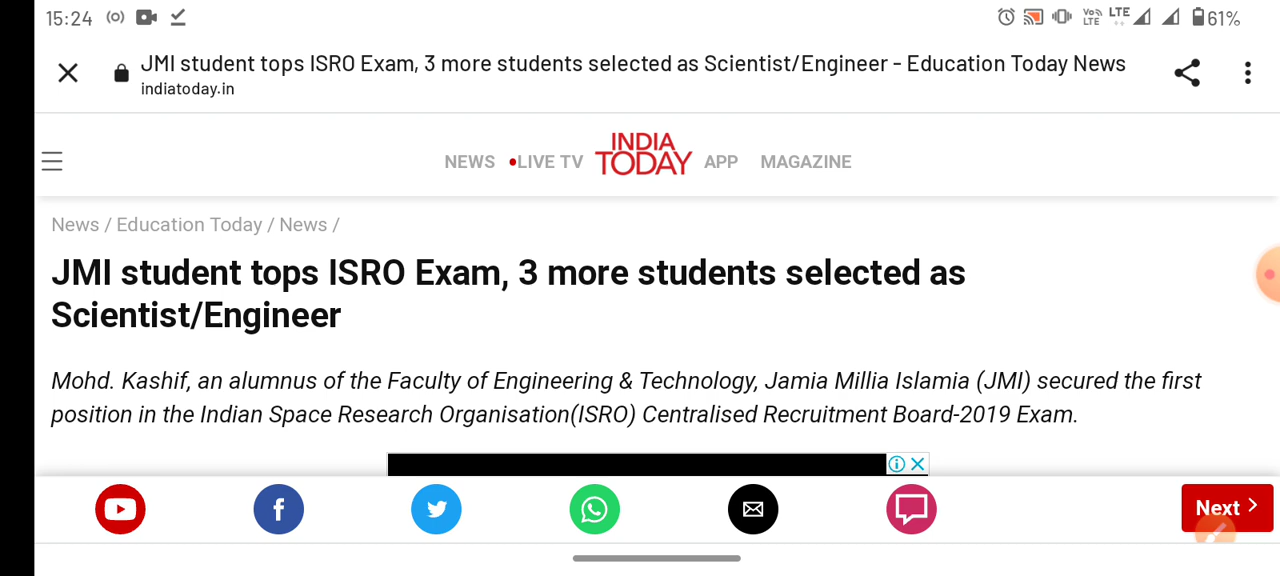 15:24 Vo) LTE LTE 61%
JMI student tops ISRO Exam, 3 more students selected as Scientist/Engineer - Education Today News
indiatoday.in
NEWS •LIVE TV INDIA TODAY APP MAGAZINE
News / Education Today / News /
JMI student tops ISRO Exam, 3 more students selected as
Scientist/Engineer
Mohd. Kashif, an alumnus of the Faculty of Engineering & Technology, Jamia Millia Islamia (JMI) secured the first
position in the Indian Space Research Organisation(ISRO) Centralised Recruitment Board-2019 Exam.
Next >